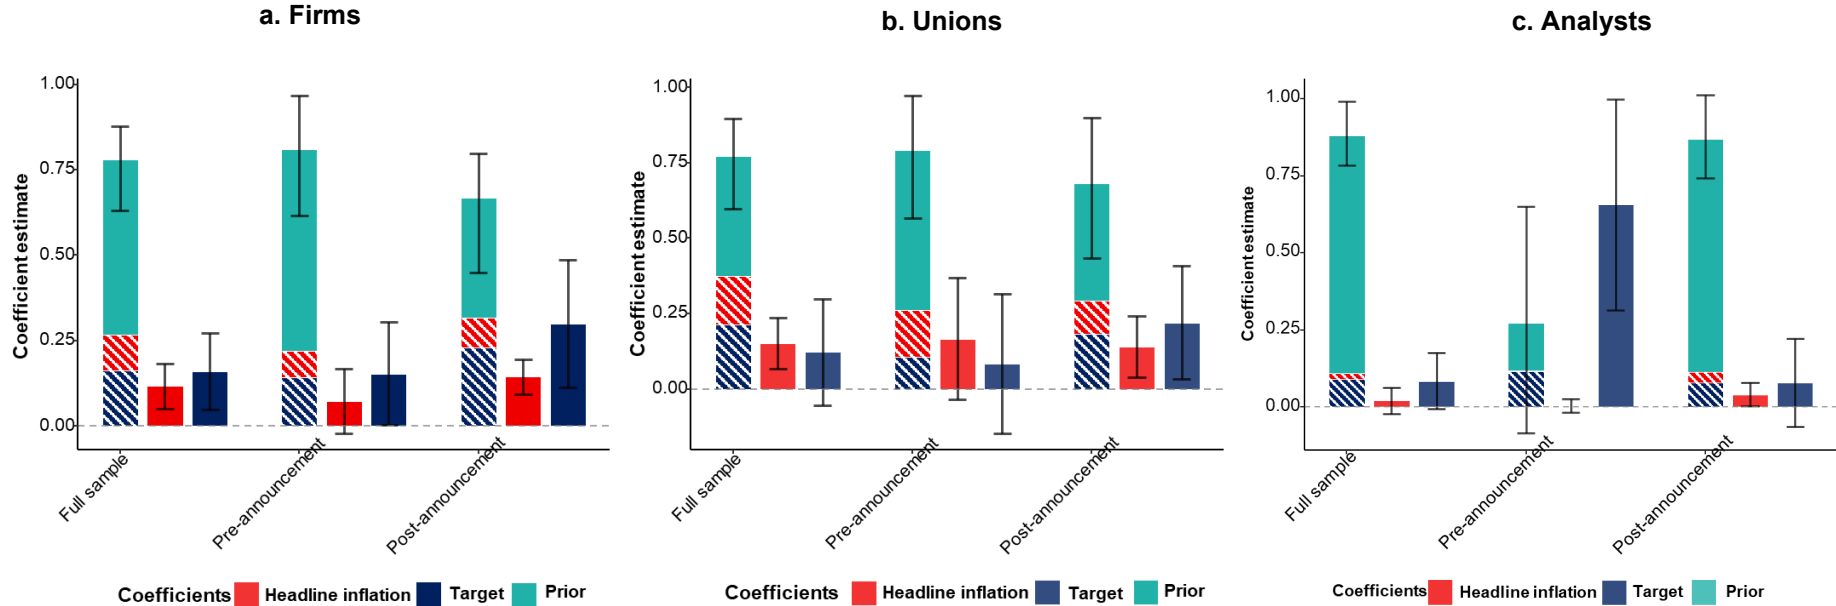 a. Firms
Coefficient estimate
1.00
0.75
0.50
0.25
0.00
Full sample
Pre-announcement
Post-announcement
Coefficients Headline inflation Target Prior
b. Unions
Coefficient estimate
1.00
0.75
0.50
0.25
0.00
Full sample
Pre-announcement
Post-announcement
Coefficients Headline inflation Target Prior
c. Analysts
Coefficient estimate
1.00
0.75
0.50
0.25
0.00
Full sample
Pre-announcement
Post-announcement
Coefficients Headline inflation Target Prior